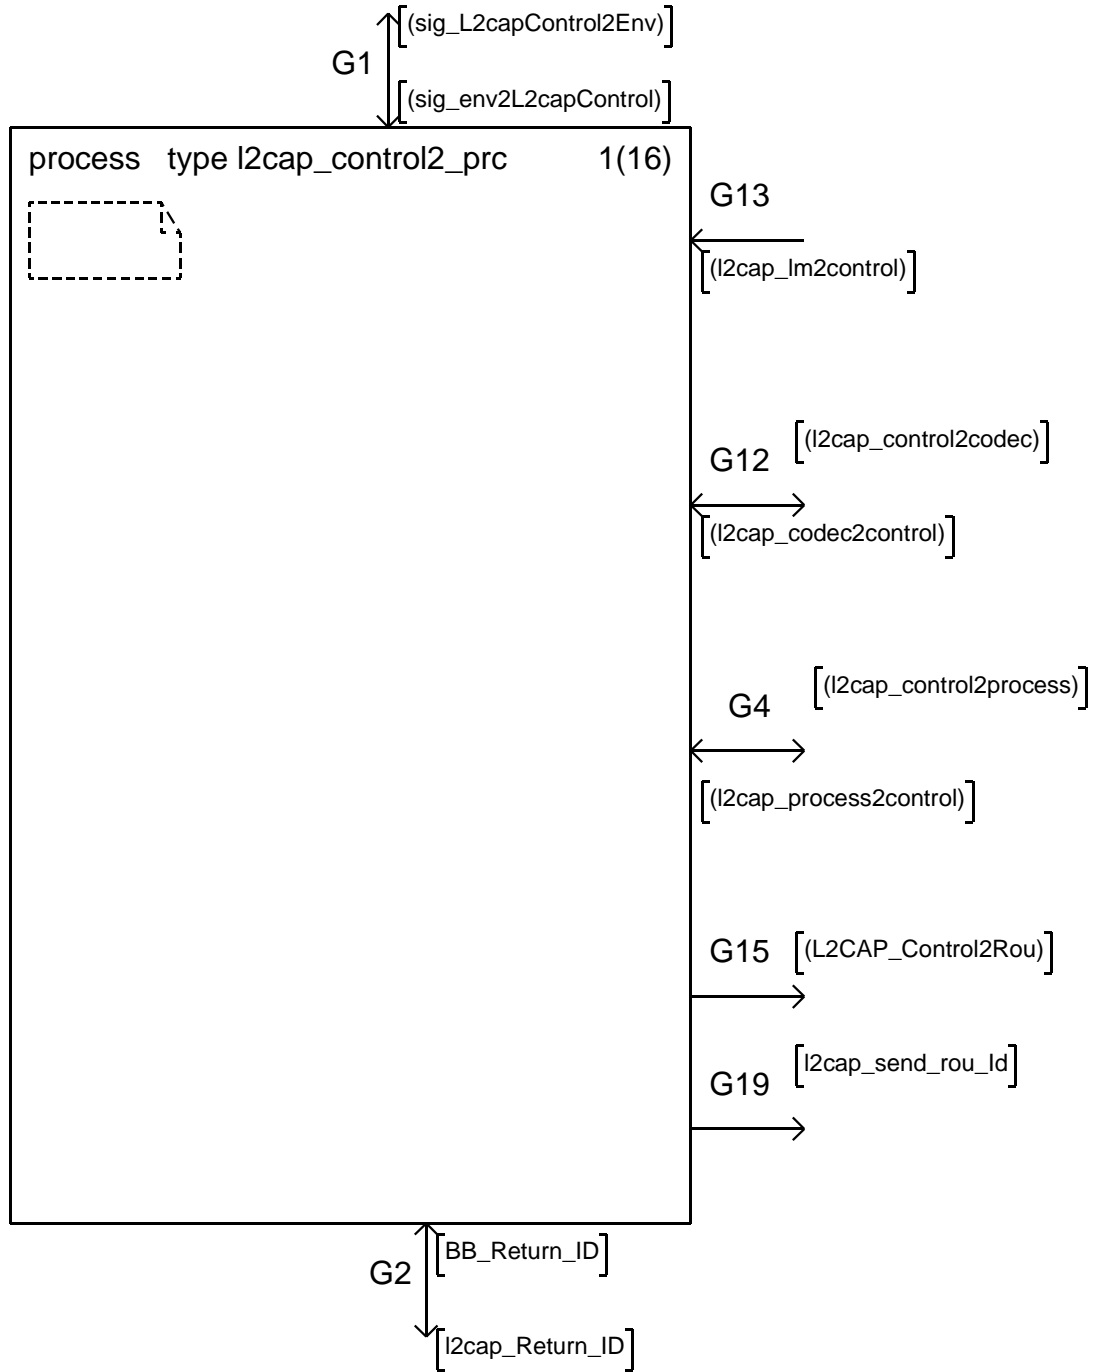 [(sig_L2capControl2Env)]
G1
[(sig_env2L2capControl)]
process type l2cap_control2_prc 1(16)
G13
[(l2cap_lm2control)]
[(l2cap_control2codec)]
G12
[(l2cap_codec2control)]
[(l2cap_control2process)]
G4
[(l2cap_process2control)]
G15 [(L2CAP_Control2Rou)]
[l2cap_send_rou_Id]
G19
[BB_Return_ID]
G2
[l2cap_Return_ID]